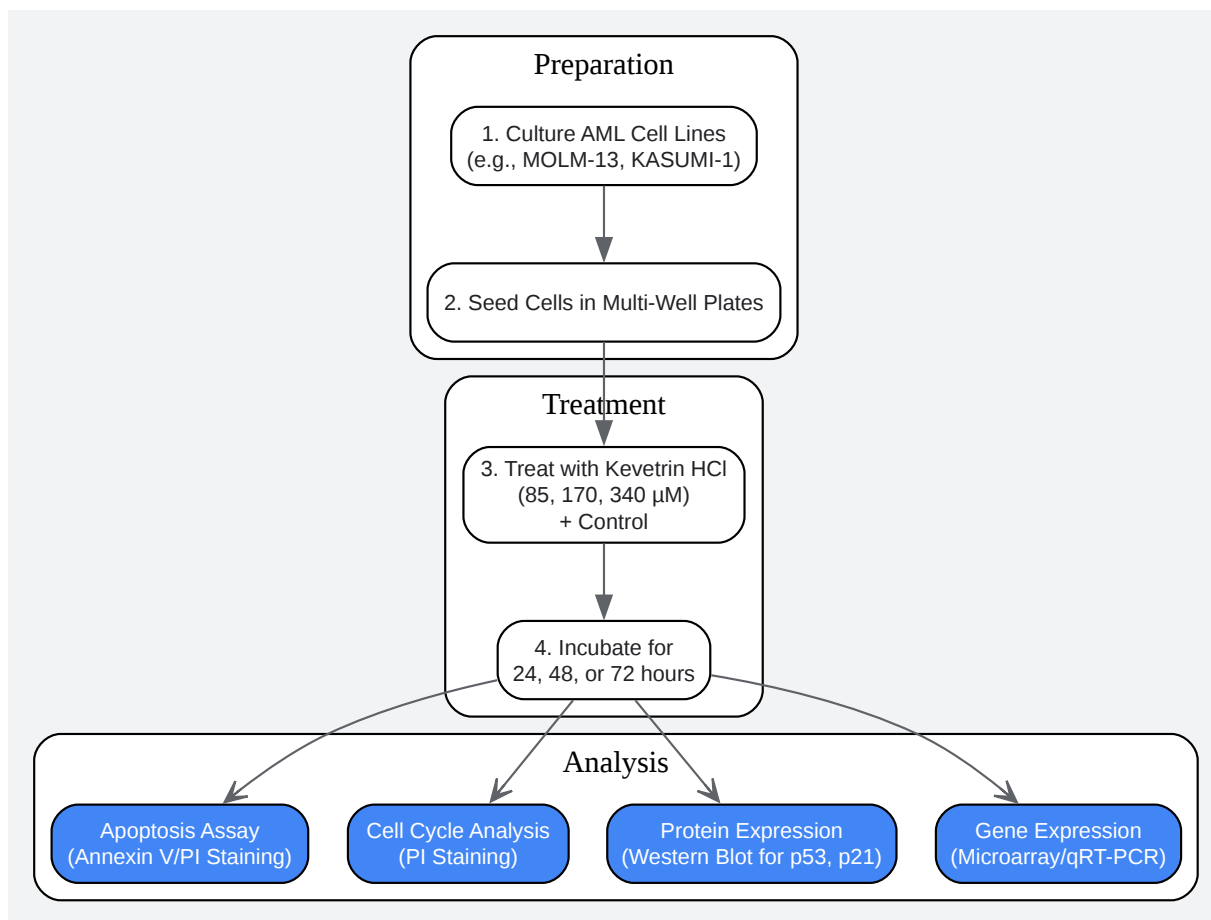 Preparation
1. Culture AML Cell Lines
(e.g., MOLM-13, KASUMI-1)
2. Seed Cells in Multi-Well Plates
Treatment
3. Treat with Kevetrin HCl
(85, 170, 340 µM)
+ Control
4. Incubate for
24, 48, or 72 hours
Analysis
Apoptosis Assay
(Annexin V/PI Staining)
Cell Cycle Analysis
(PI Staining)
Protein Expression
(Western Blot for p53, p21)
Gene Expression
(Microarray/qRT-PCR)